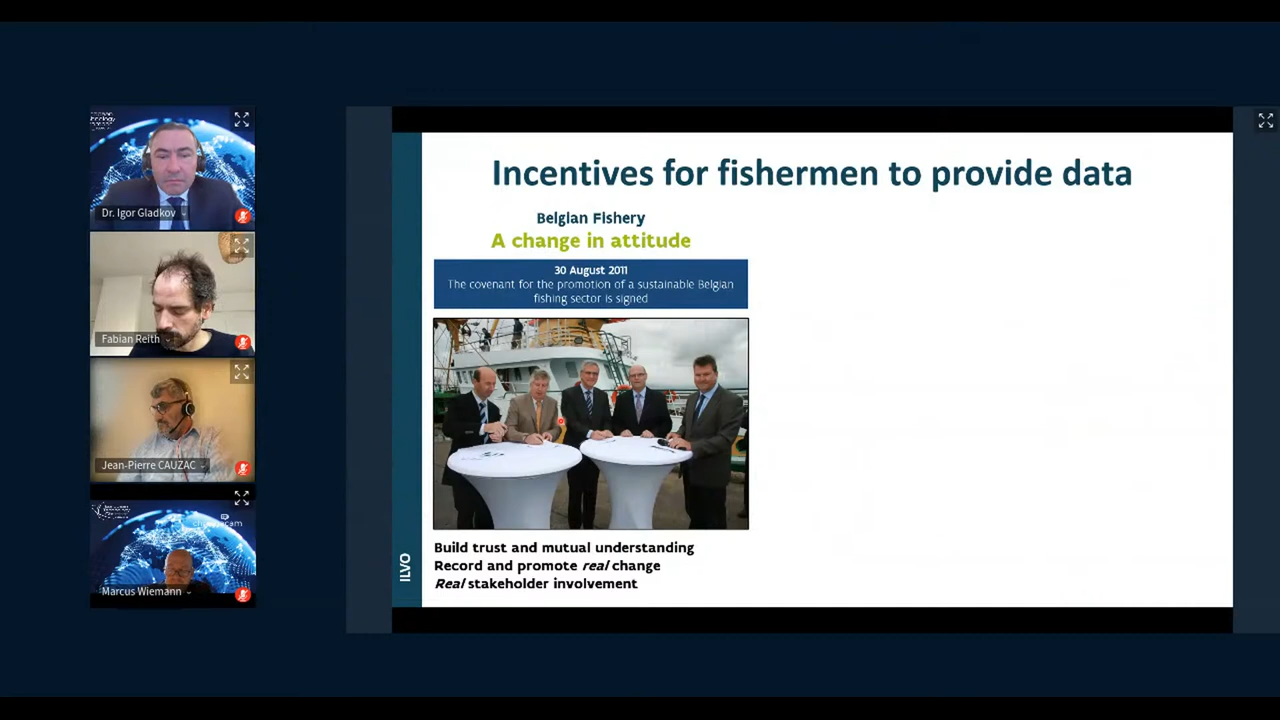 Dr. Igor Gladkov
Fabian Reith
Jean-Pierre CAUZAC
Marcus Wiemann
Incentives for fishermen to provide data
Belgian Fishery
A change in attitude
30 August 2011
The covenant for the promotion of a sustainable Belgian
fishing sector is signed
Build trust and mutual understanding
Record and promote real change
Real stakeholder involvement
ILVO